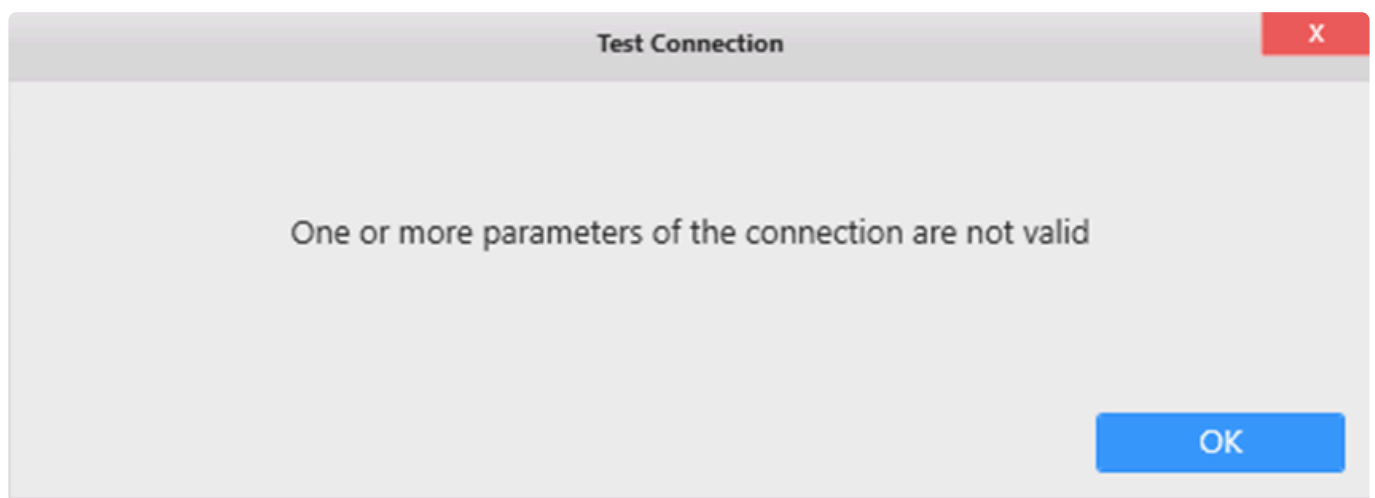 Test Connection
X
One or more parameters of the connection are not valid
OK